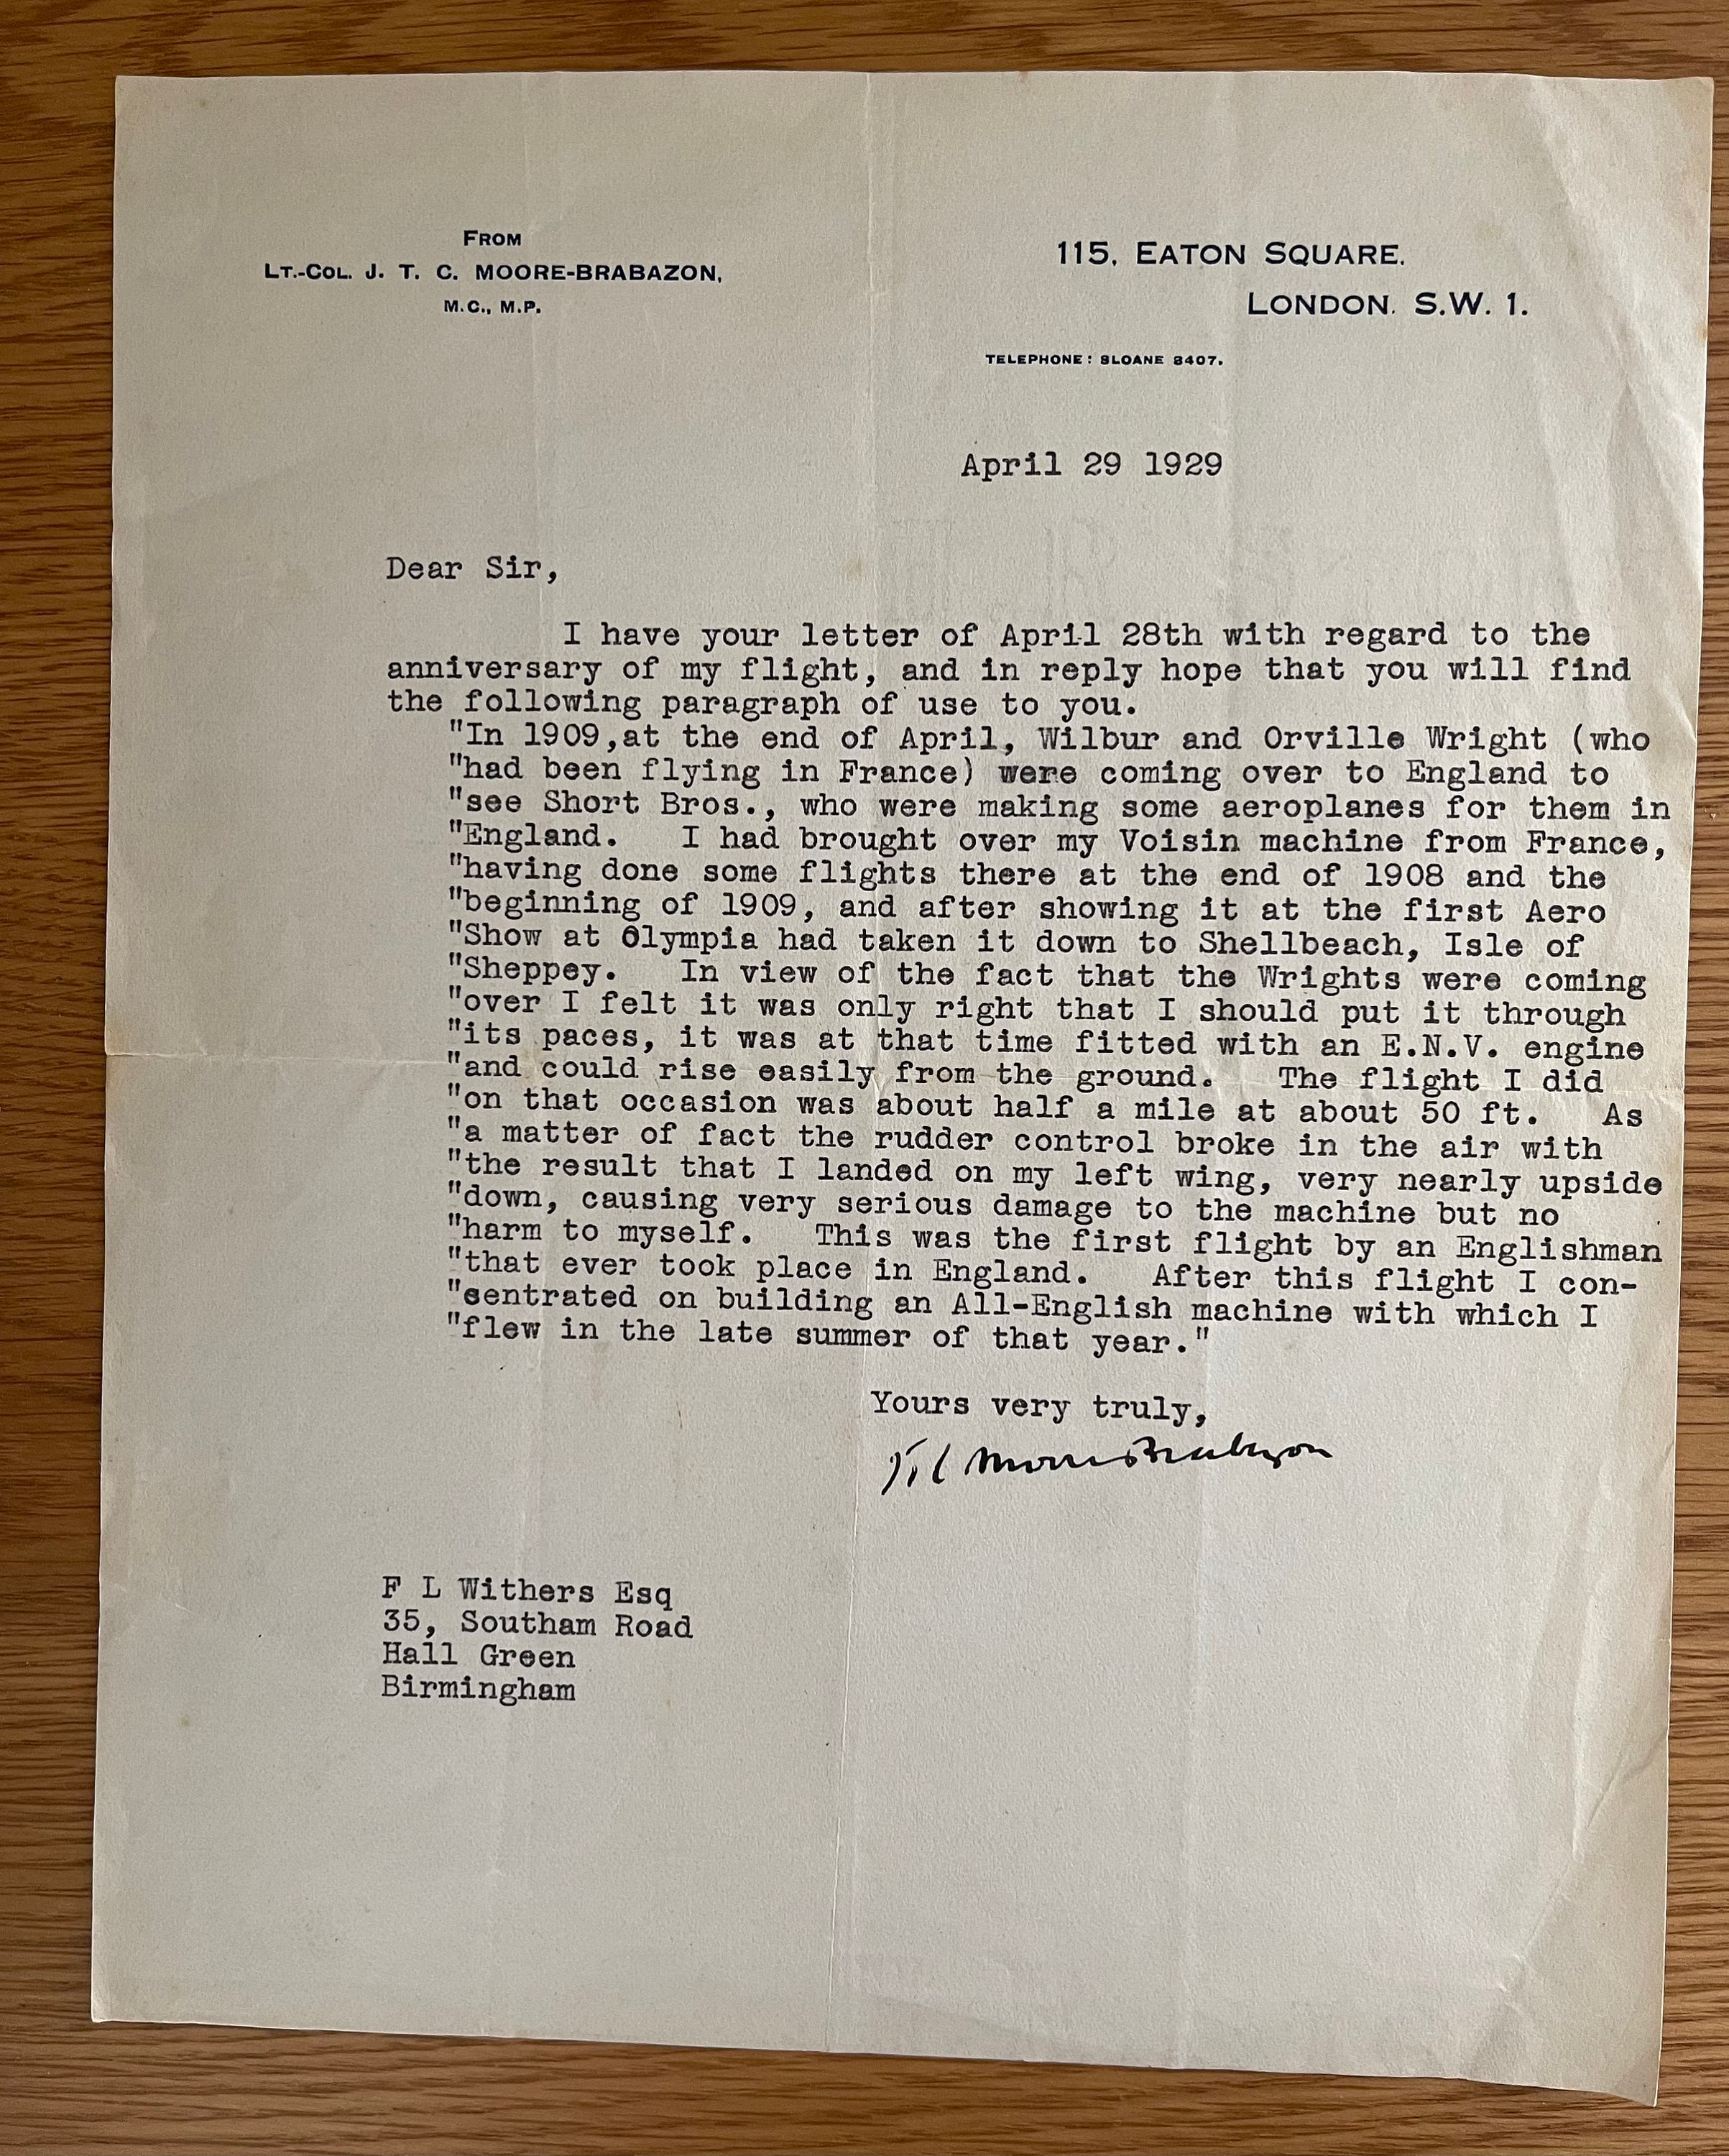 FROM
LT.-COL. J. T. C. MOORE-BRABAZON,
M.C., M.P.
115, EATON SQUARE.
LONDON. S.W. 1.
TELEPHONE: SLOANE 3407.
April 29 1929
Dear Sir,
I have your letter of April 28th with regard to the
anniversary of my flight, and in reply hope that you will find
the following paragraph of use to you.
"In 1909,at the end of April, Wilbur and Orville Wright (who
"had been flying in France) were coming over to England to
"see Short Bros., who were making some aeroplanes for them in
"England. I had brought over my Voisin machine from France,
"having done some flights there at the end of 1908 and the
"beginning of 1909, and after showing it at the first Aero
"Show at Olympia had taken it down to Shellbeach, Isle of
"Sheppey. In view of the fact that the Wrights were coming
"over I felt it was only right that I should put it through
"its paces, it was at that time fitted with an E.N.V. engine
"and could rise easily from the ground. The flight I did
"on that occasion was about half a mile at about 50 ft. As
"a matter of fact the rudder control broke in the air with
"the result that I landed on my left wing, very nearly upside
"down, causing very serious damage to the machine but no
"harm to myself. This was the first flight by an Englishman
"that ever took place in England. After this flight I con-
"centrated on building an All-English machine with which I
"flew in the late summer of that year."
Yours very truly,
JTC Moore Brabazon
F L Withers Esq
35, Southam Road
Hall Green
Birmingham